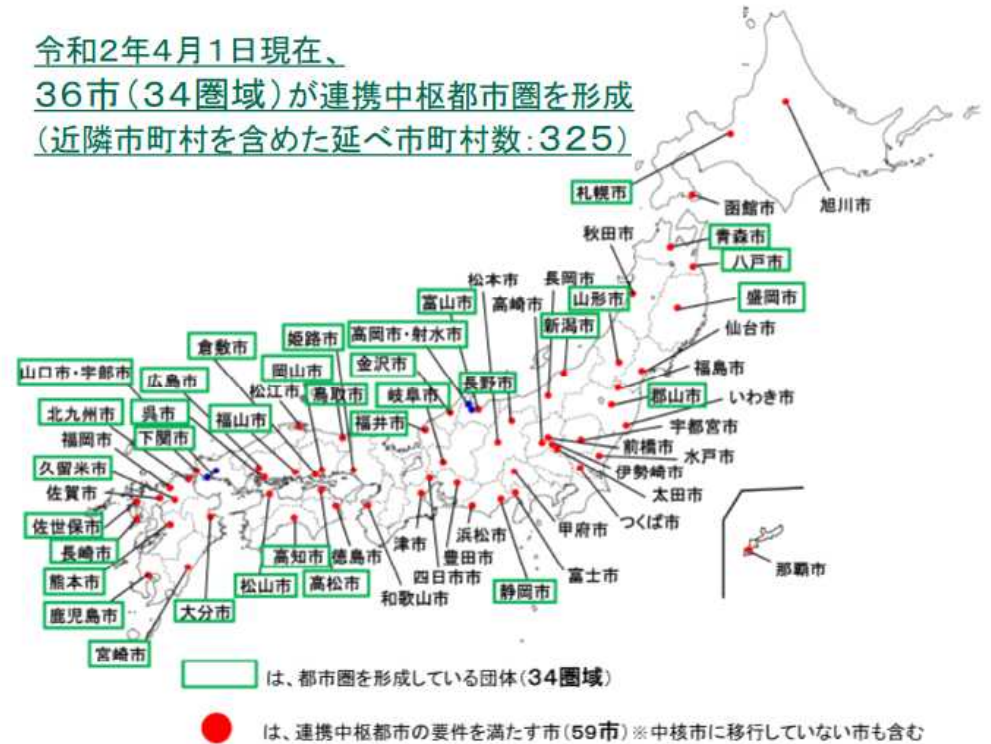 令和2年4月1日現在、
36市(34圏域)が連携中枢都市圏を形成
(近隣市町村を含めた延べ市町村数:325)
札幌市
函館市
旭川市
秋田市
青森市
八戸市
松本市
長岡市
富山市
高崎市
山形市
盛岡市
新潟市
仙台市
倉敷市
姫路市
高岡市・射水市
福島市
山口市・宇部市
広島市
岡山市
金沢市
長野市
松江市
鳥取市
岐阜市
郡山市
いわき市
北九州市
呉市
福山市
福井市
宇都宮市
福岡市
下関市
前橋市
水戸市
久留米市
伊勢崎市
佐賀市
太田市
佐世保市
つくば市
甲府市
長崎市
高知市
徳島市
津市
浜松市
豊田市
熊本市
松山市
高松市
四日市市
富士市
静岡市
和歌山市
鹿児島市
大分市
宮崎市
那覇市
は、都市圏を形成している団体(34圏域)
は、連携中枢都市の要件を満たす市(59市)※中核市に移行していない市も含む